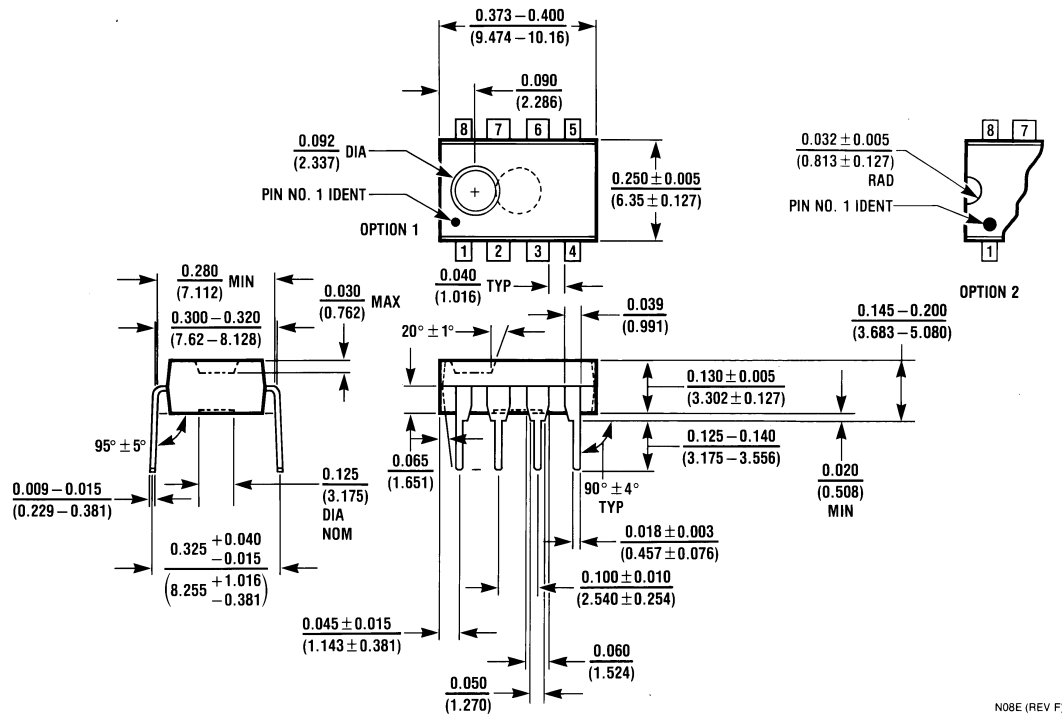 0.373 – 0.400
(9.474 – 10.16)
0.090
(2.286)
8 7 6 5
0.092 DIA
(2.337)
PIN NO. 1 IDENT
OPTION 1
+
0.250 ± 0.005
(6.35 ± 0.127)
1 2 3 4
8 7
0.032 ± 0.005
(0.813 ± 0.127)
RAD
PIN NO. 1 IDENT
1
OPTION 2
0.280 MIN
(7.112)
0.300 – 0.320
(7.62 – 8.128)
0.030 MAX
(0.762)
0.040 TYP
(1.016)
0.039
(0.991)
20° ± 1°
0.145 – 0.200
(3.683 – 5.080)
0.130 ± 0.005
(3.302 ± 0.127)
95° ± 5°
0.009 – 0.015
(0.229 – 0.381)
0.125
(3.175)
DIA
NOM
0.065
(1.651)
0.125 – 0.140
(3.175 – 3.556)
90° ± 4°
TYP
0.020
(0.508)
MIN
0.325 +0.040
–0.015
(8.255 +1.016
–0.381)
0.018 ± 0.003
(0.457 ± 0.076)
0.100 ± 0.010
(2.540 ± 0.254)
0.045 ± 0.015
(1.143 ± 0.381)
0.060
(1.524)
0.050
(1.270)
N08E (REV F